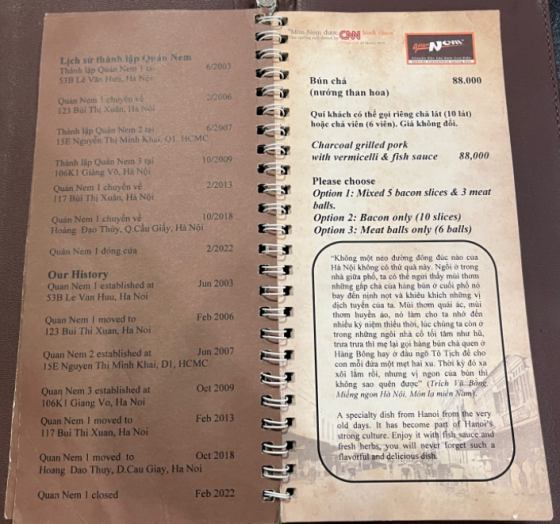 Lịch sử thành lập Quán Nem
Thành lập Quán Nem 1 tại 6/2003
53B Lê Văn Hưu, Hà Nội
Quán Nem 1 chuyển về 2/2006
123 Bùi Thị Xuân, Hà Nội
Thành lập Quán Nem 2 tại 6/2007
15E Nguyễn Thị Minh Khai, Q1, HCMC
Thành lập Quán Nem 3 tại 10/2009
106K1 Giảng Võ, Hà Nội
Quán Nem 1 chuyển về 2/2013
117 Bùi Thị Xuân, Hà Nội
Quán Nem 1 chuyển về 10/2018
Hoàng Đạo Thúy, Q.Cầu Giấy, Hà Nội
Quán Nem 1 đóng cửa 2/2022
Our History
Quan Nem 1 established at Jun 2003
53B Le Van Huu, Ha Noi
Quan Nem 1 moved to Feb 2006
123 Bui Thi Xuan, Ha Noi
Quan Nem 2 established at Jun 2007
15E Nguyen Thi Minh Khai, D1, HCMC
Quan Nem 3 established at Oct 2009
106K1 Giang Vo, Ha Noi
Quan Nem 1 moved to Feb 2013
117 Bui Thi Xuan, Ha Noi
Quan Nem 1 moved to Oct 2018
Hoang Dao Thuy, D.Cau Giay, Ha Noi
Quan Nem 1 closed Feb 2022
"Món Nem được CNN bình chọn"
Quán Nem
Bún chả 88.000
(nướng than hoa)
Quí khách có thể gọi riêng chả lát (10 lát)
hoặc chả viên (6 viên). Giá không đổi.
Charcoal grilled pork
with vermicelli & fish sauce 88,000
Please choose
Option 1: Mixed 5 bacon slices & 3 meat
balls.
Option 2: Bacon only (10 slices)
Option 3: Meat balls only (6 balls)
"Không một nẻo đường đông đúc nào của
Hà Nội không có thứ quà này. Ngồi ở trong
nhà giữa phố, ta có thể ngửi thấy mùi thơm
những gắp chả của hàng bún ở cuối phố nó
bay đến nịnh nọt và khiêu khích những vị
dịch tuyến của ta. Mùi thơm quái ác, mùi
thơm huyền ảo, nó làm cho ta nhớ đến
nhiều kỷ niệm thiếu thời, lúc chúng ta còn ở
trong những ngôi nhà cổ tối tăm như hũ,
trưa trưa thì mẹ lại gọi hàng bún chả quen ở
Hàng Bông hay ở đầu ngõ Tô Tịch để cho
con mỗi đứa một mẹt hai xu. Thời kỳ đó xa
xôi lắm rồi, nhưng vị ngon của bún thì
không sao quên được" (Trích Vũ Bằng,
Miếng ngon Hà Nội, Món lạ miền Nam).
A specialty dish from Hanoi from the very
old days. It has become part of Hanoi's
strong culture. Enjoy it with fish sauce and
fresh herbs, you will never forget such a
flavorful and delicious dish.